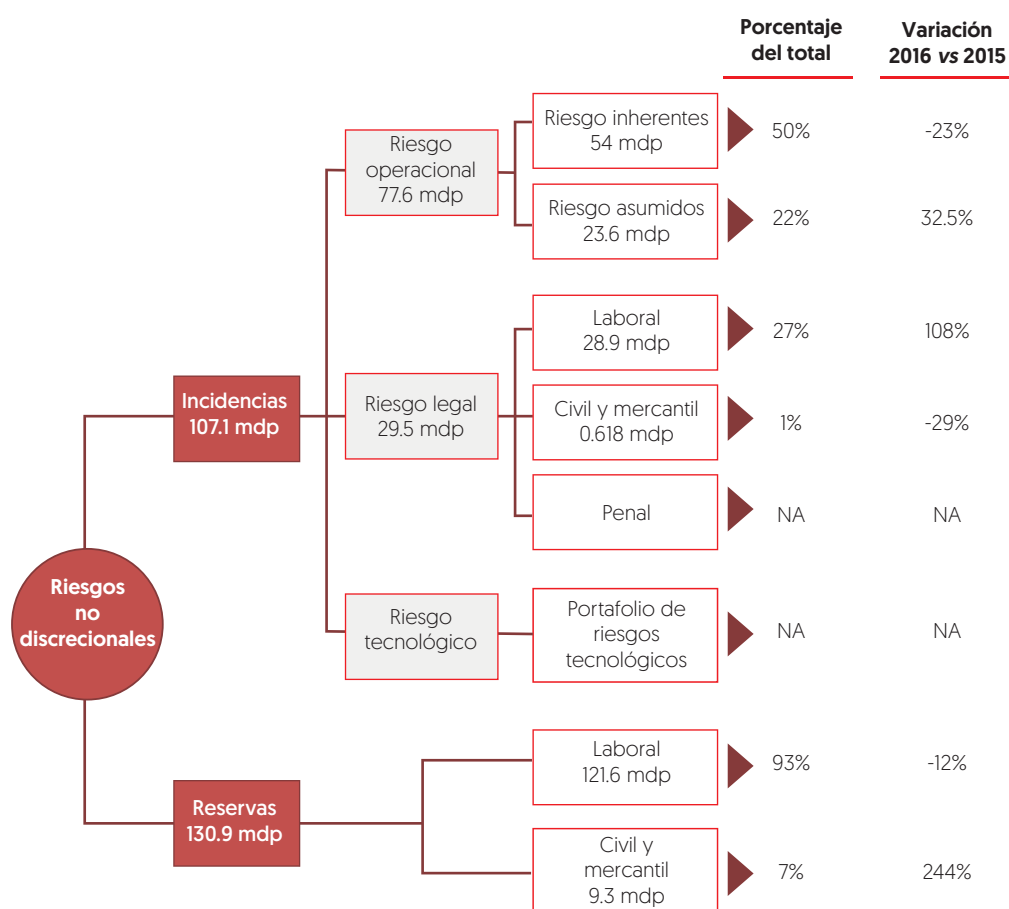 Porcentaje
del total
Variación
2016 vs 2015
Riesgo inherentes
54 mdp
50%
-23%
Riesgo
operacional
77.6 mdp
Riesgo asumidos
23.6 mdp
22%
32.5%
Laboral
28.9 mdp
27%
108%
Incidencias
107.1 mdp
Riesgo legal
29.5 mdp
Civil y mercantil
0.618 mdp
1%
-29%
Penal
NA
NA
Riesgos
no
discrecionales
Riesgo
tecnológico
Portafolio de
riesgos
tecnológicos
NA
NA
Laboral
121.6 mdp
93%
-12%
Reservas
130.9 mdp
Civil y
mercantil
9.3 mdp
7%
244%